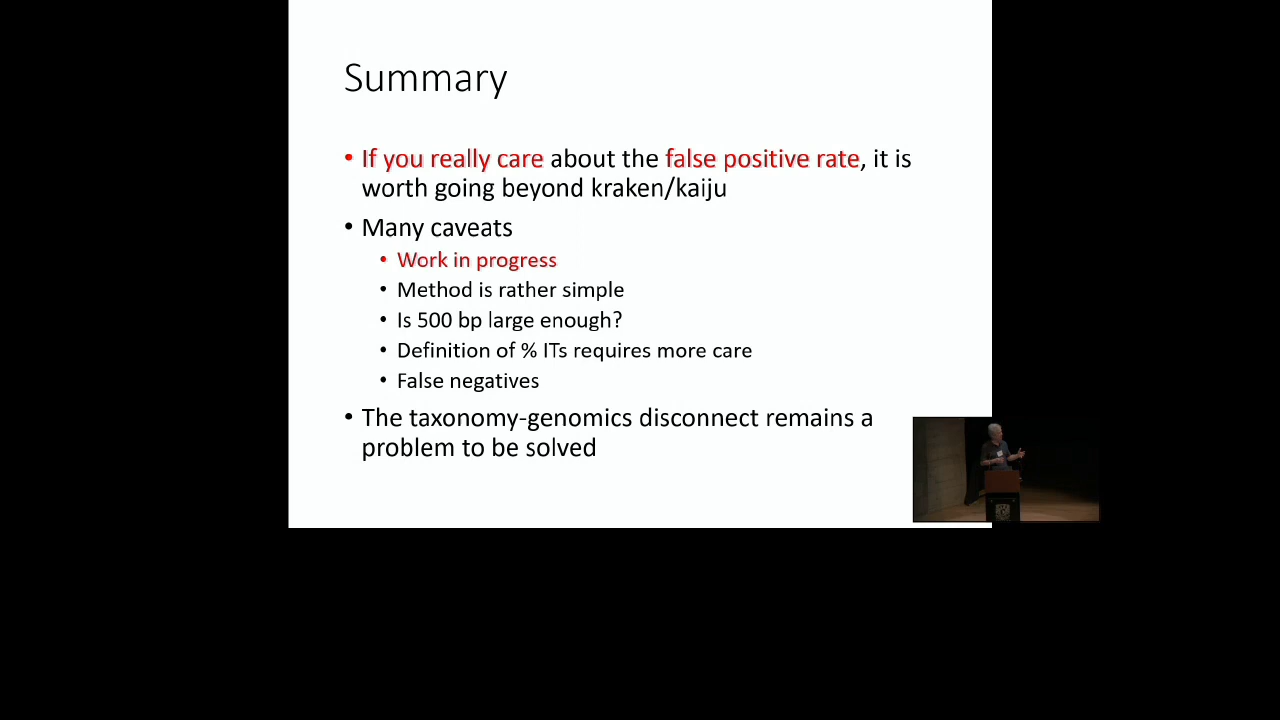 Summary
• If you really care about the false positive rate, it is
worth going beyond kraken/kaiju
• Many caveats
• Work in progress
• Method is rather simple
• Is 500 bp large enough?
• Definition of % ITs requires more care
• False negatives
• The taxonomy-genomics disconnect remains a
problem to be solved